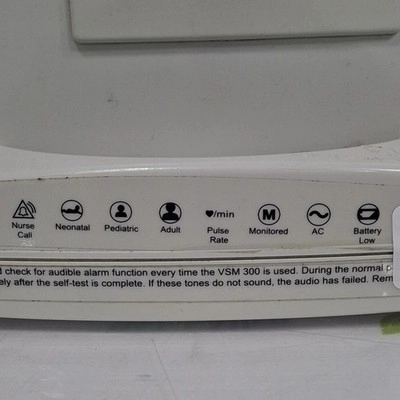 /min
M
Nurse Call
Neonatal
Pediatric
Adult
Pulse Rate
Monitored
AC
Battery Low
check for audible alarm function every time the VSM 300 is used. During the normal
after the self-test is complete. If these tones do not sound, the audio has failed. Rem